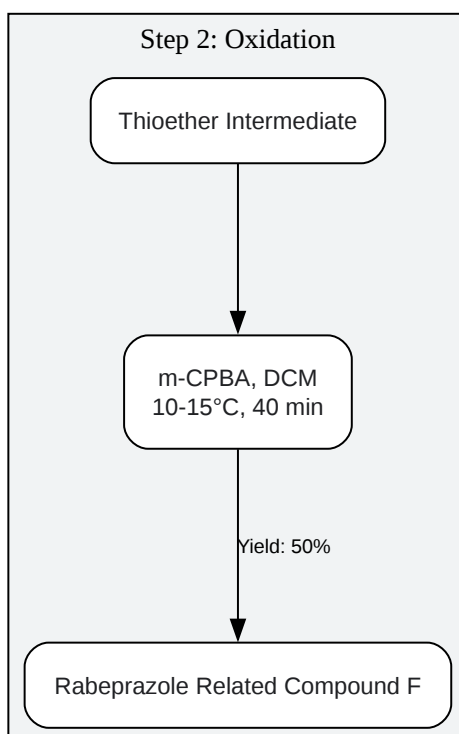 Step 2: Oxidation
Thioether Intermediate
m-CPBA, DCM
10-15°C, 40 min
Yield: 50%
Rabeprazole Related Compound F